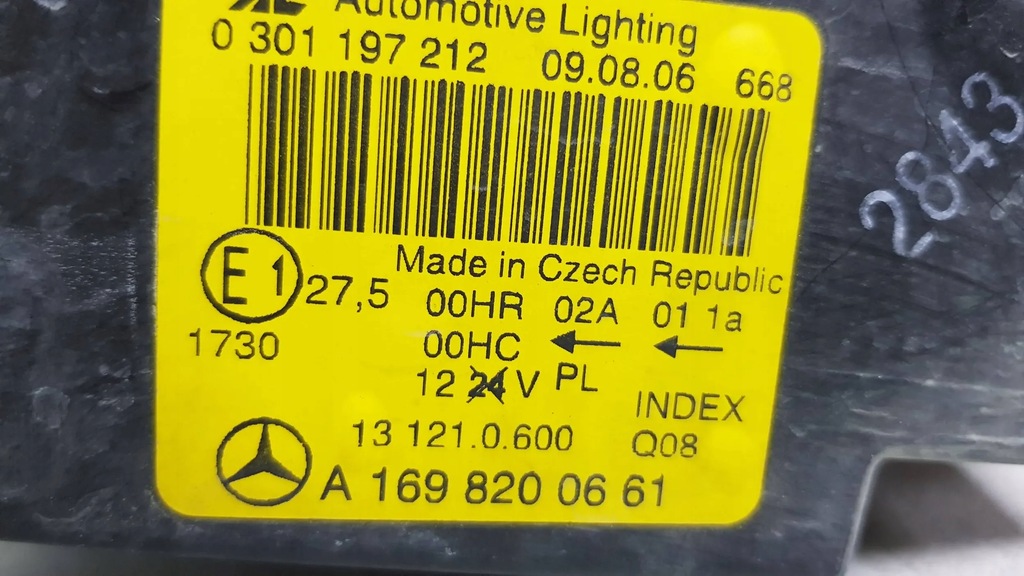 Automotive Lighting
0 301 197 212 09.08.06 668
Made in Czech Republic
E 1 27,5 00HR 02A 01 1a
1730 00HC ← ←
12 24 V PL
INDEX
13 121.0.600 Q08
A 169 820 06 61
2843